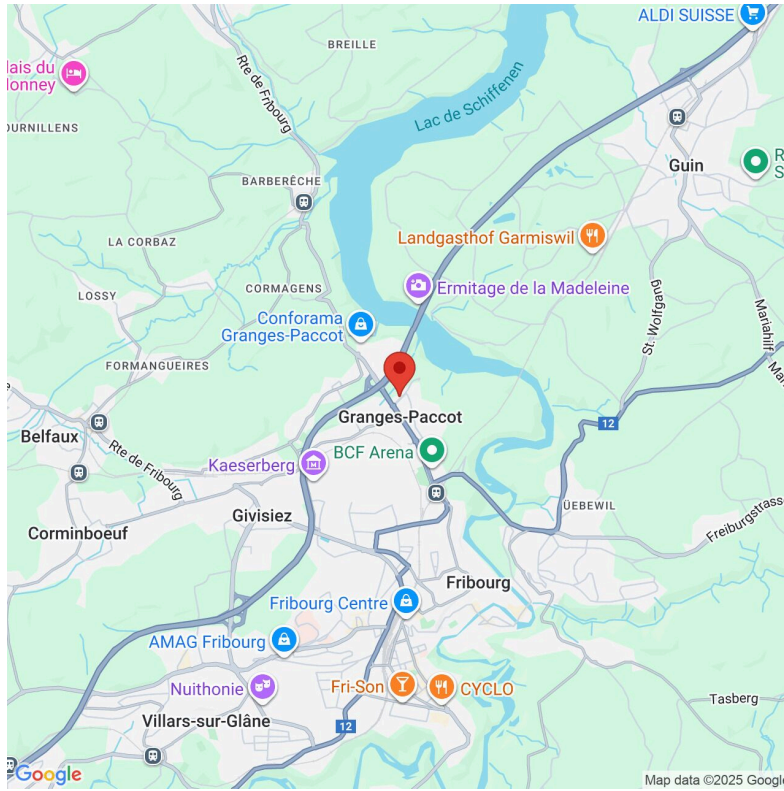 ALDI SUISSE
BREILLE
lais du
onney
Rte de Fribourg
Lac de Schiffenen
OURNILLENS
Guin
R
S
BARBERÊCHE
Landgasthof Garmiswil
LA CORBAZ
St. Wolfgang
CORMAGENS
Ermitage de la Madeleine
LOSSY
Mariahilf
Ma
Conforama
Granges-Paccot
FORMANGUEIRES
Granges-Paccot
12
Belfaux
Rte de Fribourg
BCF Arena
Kaeserberg
Givisiez
ÜEBEWIL
Corminboeuf
Freiburgstrasse
Fribourg
Fribourg Centre
AMAG Fribourg
Nuithonie
Fri-Son
CYCLO
Tasberg
Villars-sur-Glâne
12
Google
Map data ©2025 Google